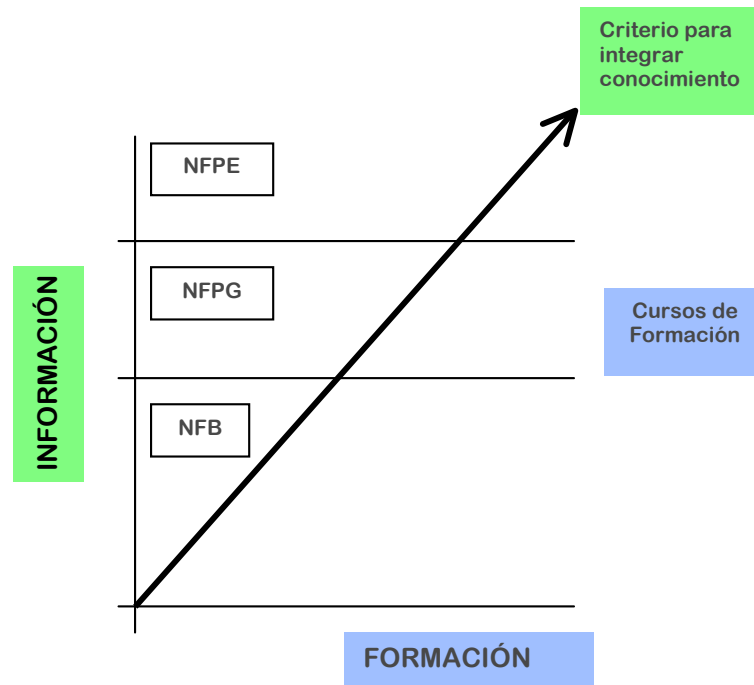 Criterio para
integrar
conocimiento
NFPE
NFPG
INFORMACIÓN
Cursos de
Formación
NFB
FORMACIÓN